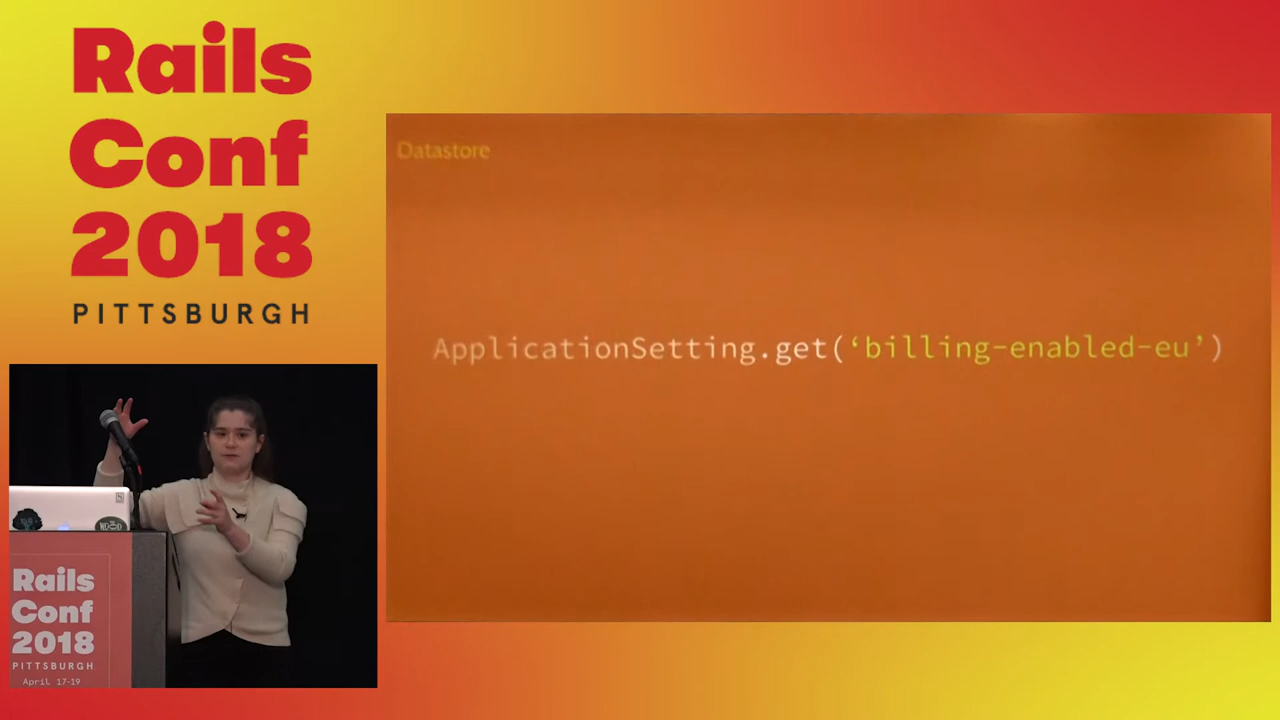 Rails
Conf
2018
PITTSBURGH
Datastore
ApplicationSetting.get(‘billing-enabled-eu’)
Rails
Conf
2018
PITTSBURGH
April 17-19